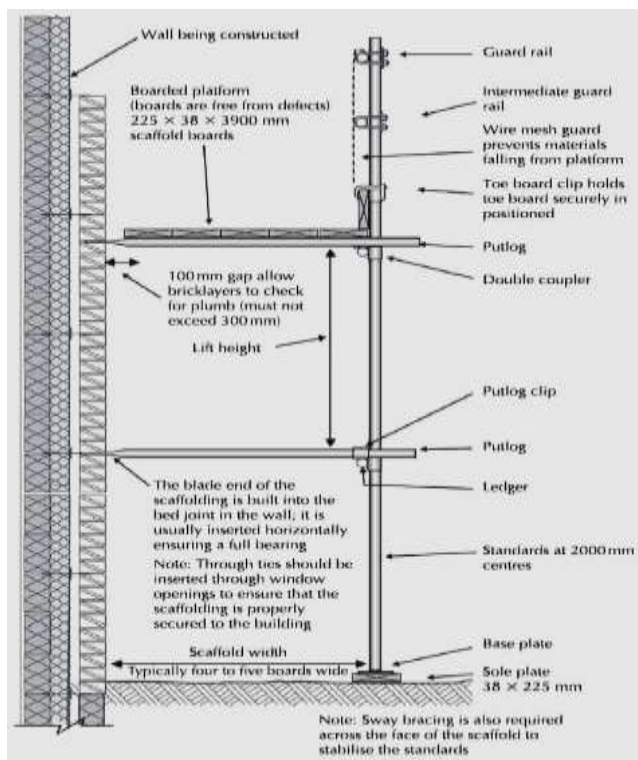 Wall being constructed
Boarded platform
(boards are free from defects)
225 × 38 × 3900 mm
scaffold boards
Guard rail
Intermediate guard
rail
Wire mesh guard
prevents materials
falling from platform
Toe board clip holds
toe board securely in
positioned
Putlog
Double coupler
100 mm gap allow
bricklayers to check
for plumb (must not
exceed 300 mm)
Lift height
Putlog clip
Putlog
Ledger
The blade end of the
scaffolding is built into the
bed joint in the wall; it is
usually inserted horizontally
ensuring a full bearing
Note: Through ties should be
inserted through window
openings to ensure that the
scaffolding is properly
secured to the building
Standards at 2000 mm
centres
Scaffold width
Typically four to five boards wide
Base plate
Sole plate
38 × 225 mm
Note: Sway bracing is also required
across the face of the scaffold to
stabilise the standards